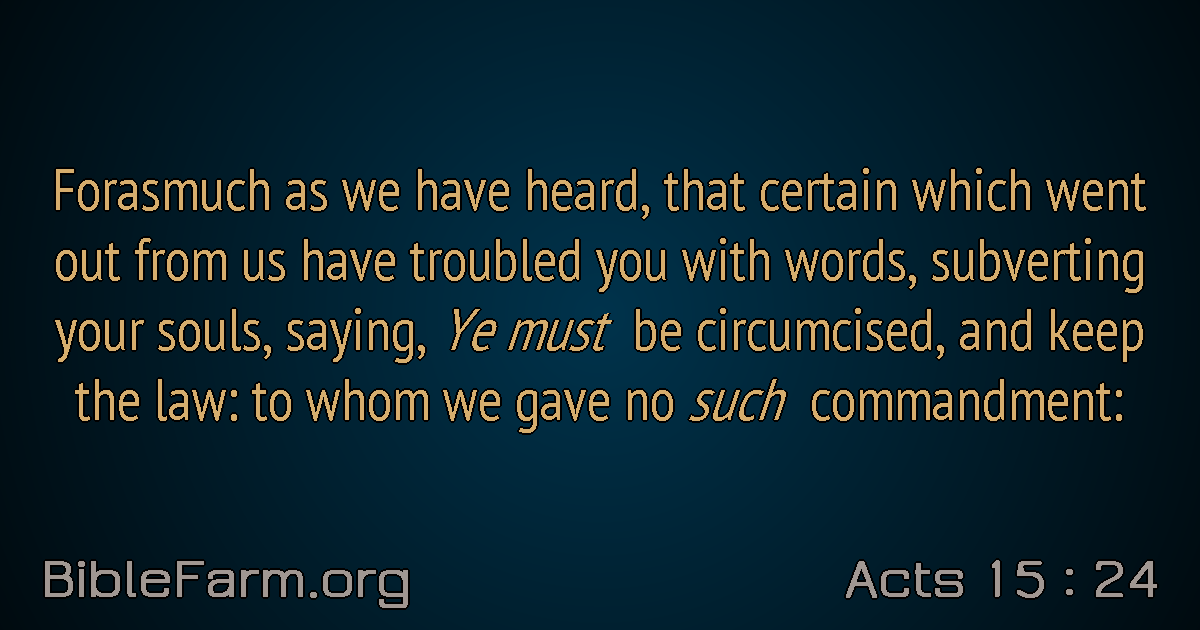 Forasmuch as we have heard, that certain which went
out from us have troubled you with words, subverting
your souls, saying, Ye must be circumcised, and keep
the law: to whom we gave no such commandment:
BibleFarm.org
Acts 15 : 24